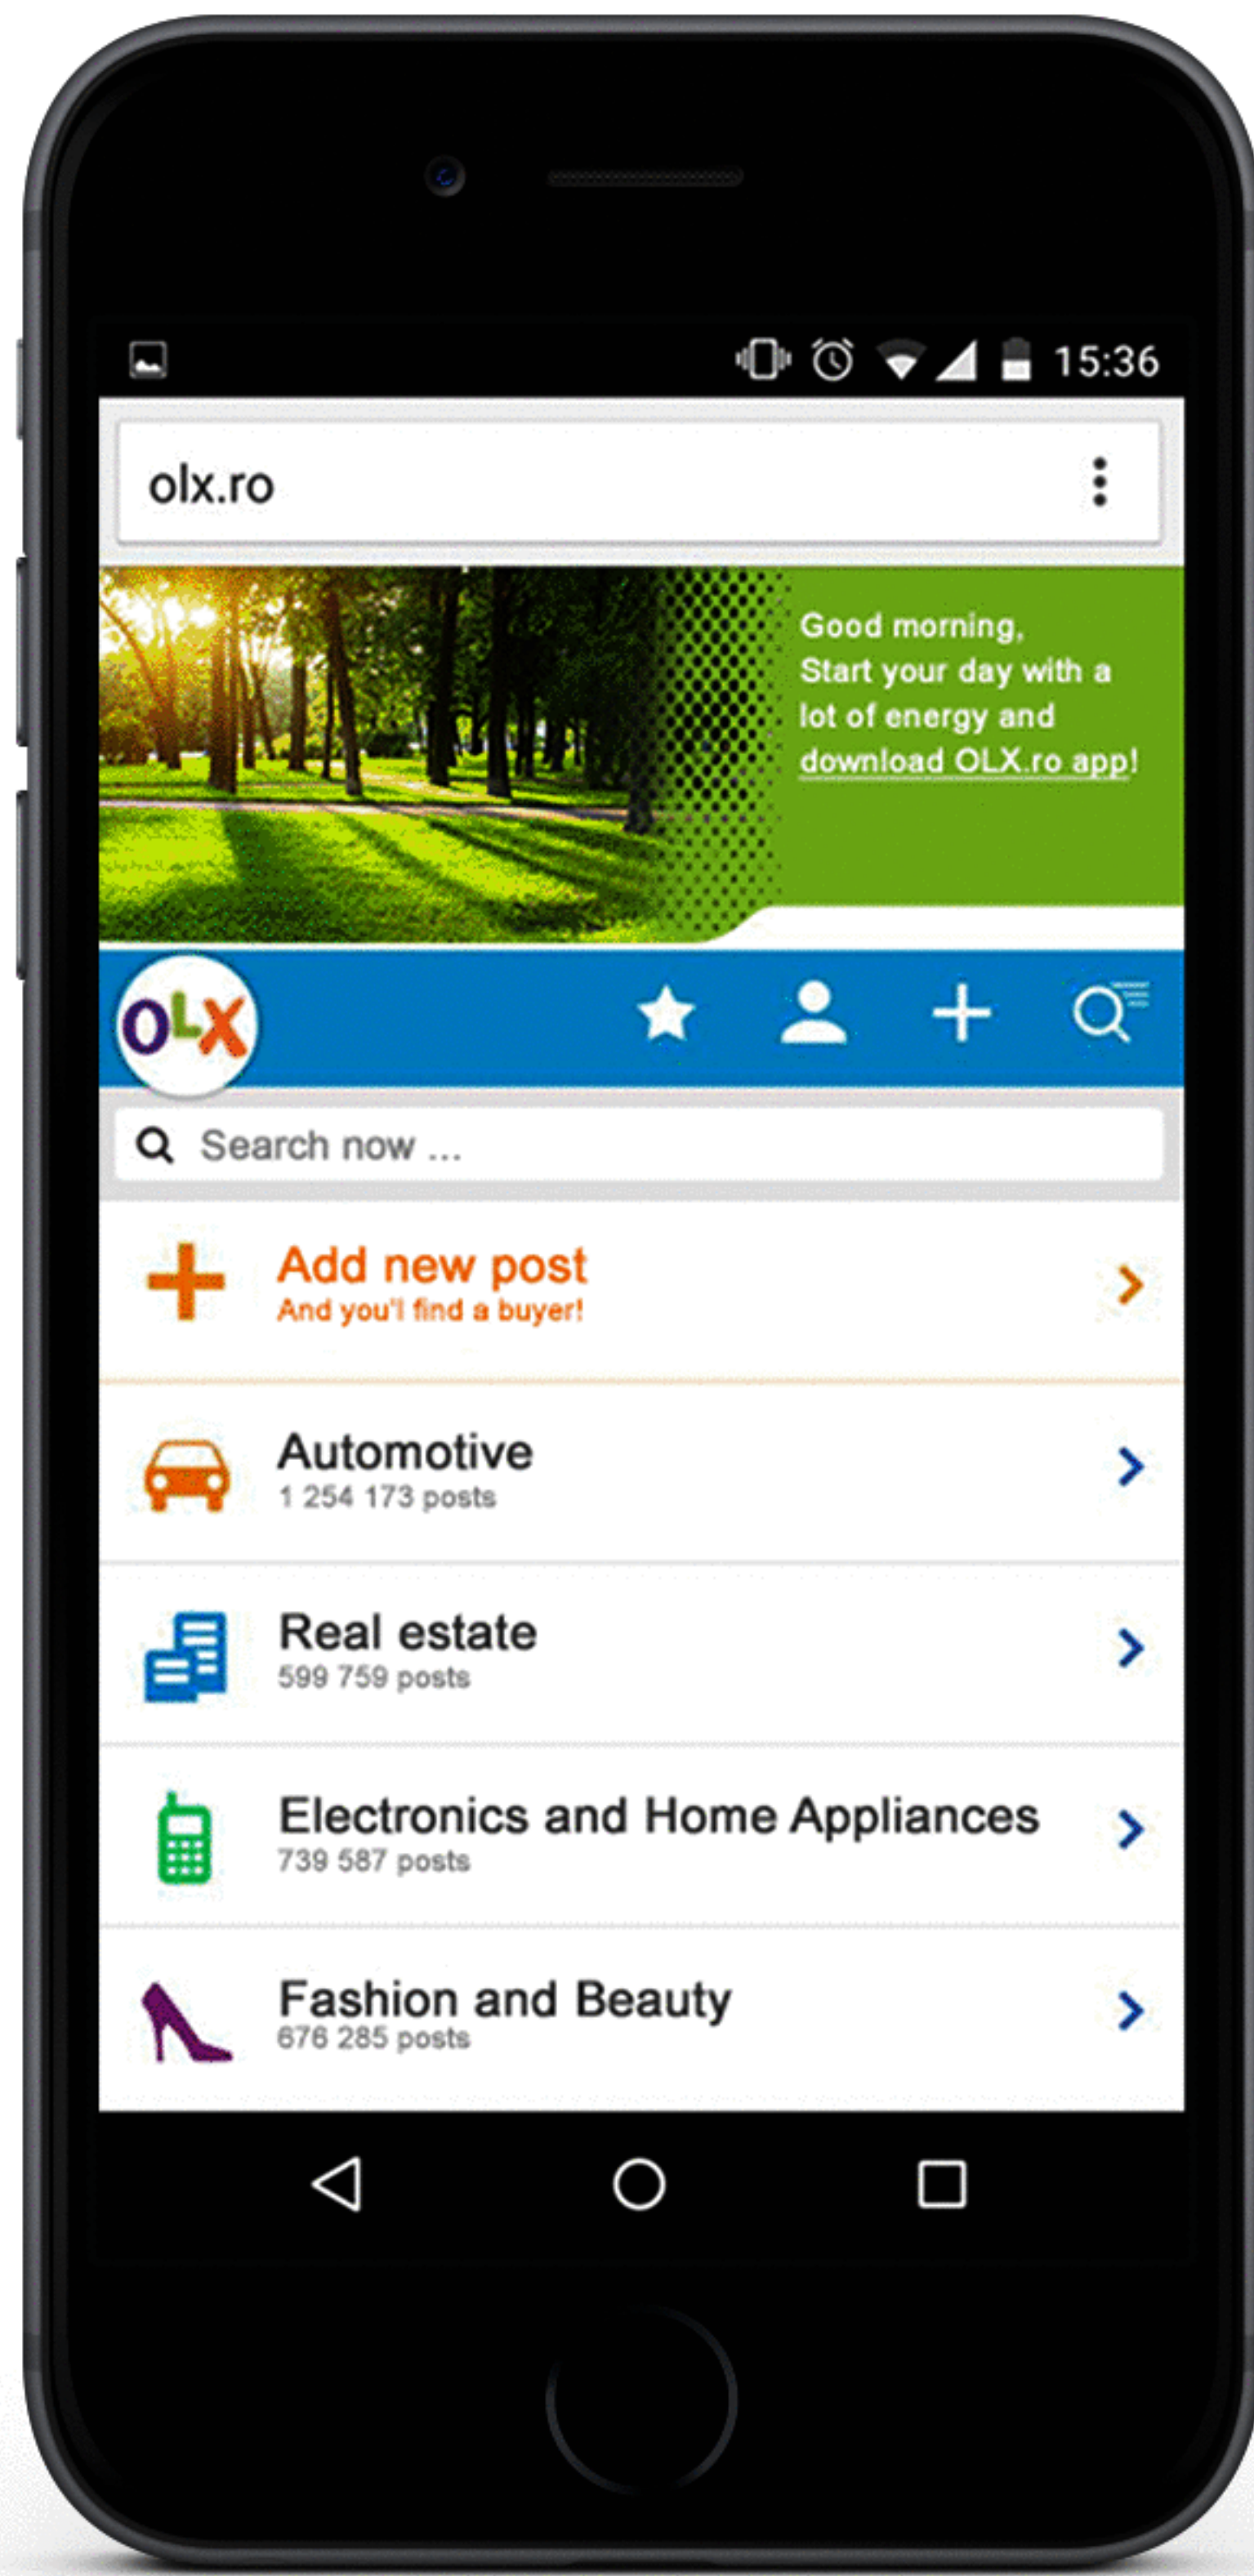 15:36
olx.ro
Good morning,
Start your day with a
lot of energy and
download OLX.ro app!
OLX
Search now ...
Add new post
And you'l find a buyer!
Automotive
1 254 173 posts
Real estate
599 759 posts
Electronics and Home Appliances
739 587 posts
Fashion and Beauty
676 285 posts